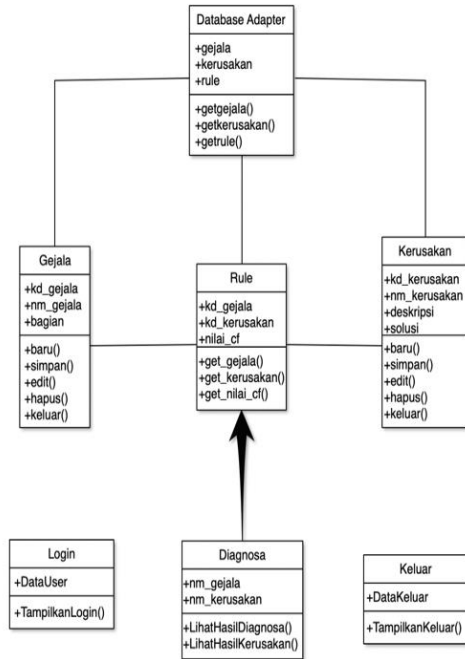 Database Adapter
+gejala
+kerusakan
+rule
+getgejala()
+getkerusakan()
+getrule()
Gejala
+kd_gejala
+nm_gejala
+bagian
+baru()
+simpan()
+edit()
+hapus()
+keluar()
Rule
+kd_gejala
+kd_kerusakan
+nilai_cf
+get_gejala()
+get_kerusakan()
+get_nilai_cf()
Kerusakan
+kd_kerusakan
+nm_kerusakan
+deskripsi
+solusi
+baru()
+simpan()
+edit()
+hapus()
+keluar()
Login
+DataUser
+TampilkanLogin()
Diagnosa
+nm_gejala
+nm_kerusakan
+LihatHasilDiagnosa()
+LihatHasilKerusakan()
Keluar
+DataKeluar
+TampilkanKeluar()